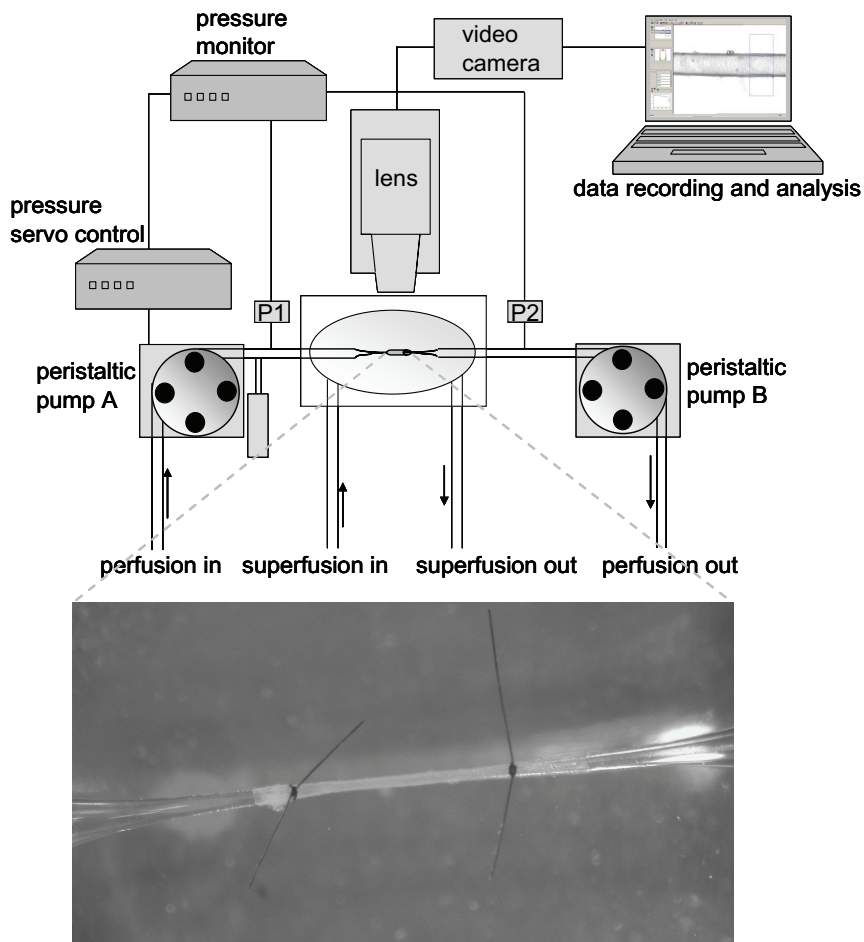 pressure
monitor
video
camera
lens
data recording and analysis
pressure
servo control
P1
P2
peristaltic
pump A
peristaltic
pump B
perfusion in
superfusion in
superfusion out
perfusion out